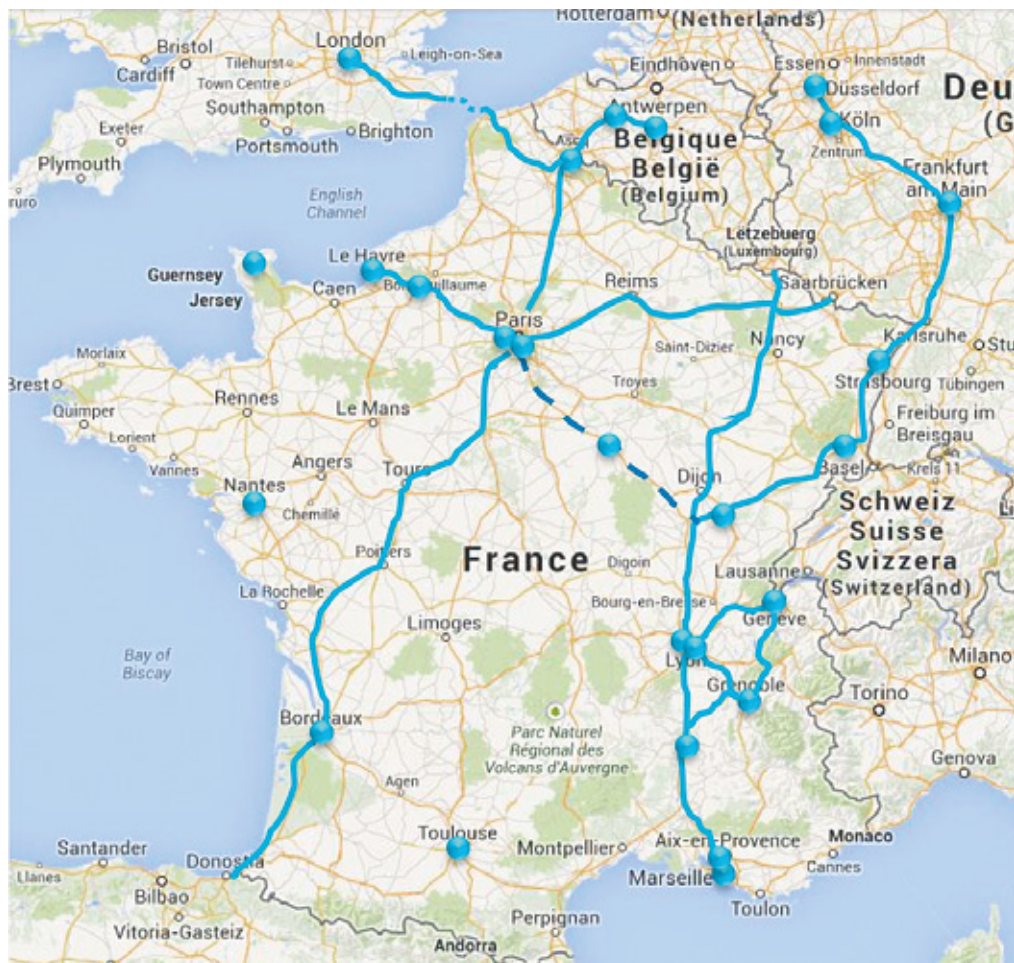 Rotterdam
(Netherlands)
London
Leigh-on-Sea
Bristol
Tilehurst
Cardiff
Town Centre
Eindhoven
Essen
Innenstadt
Deu
(G
Düsseldorf
Southampton
Antwerpen
Exeter
Portsmouth
Brighton
Köln
Plymouth
Belgique
België
(Belgium)
Zentrum
Frankfurt
am Main
ruro
English
Channel
Letzebuerg
(Luxembourg)
Le Havre
Guernsey
Jersey
Caen
Reims
Saarbrücken
Paris
Nancy
Karlsruhe
Stu
Morlaix
Saint-Dizier
Brest
Strasbourg
Tübingen
Quimper
Rennes
Le Mans
Troyes
Lorient
Freiburg im
Breisgau
Vannes
Angers
Tours
Dijon
Basel
Kreis 11
Nantes
Chemillé
Schweiz
Suisse
Svizzera
(Switzerland)
Li
France
Poitiers
Digoin
Lausanne
La Rochelle
Bourg-en-Bresse
Limoges
Genève
Bay of
Biscay
Lyon
Milano
Grenoble
Torino
Bordeaux
Parc Naturel
Régional des
Volcans d'Auvergne
Genova
Agen
Toulouse
Montpellier
Aix-en-Provence
Monaco
Cannes
Santander
Donostia
Llanes
Marseille
Bilbao
Toulon
Vitoria-Gasteiz
Perpignan
Andorra